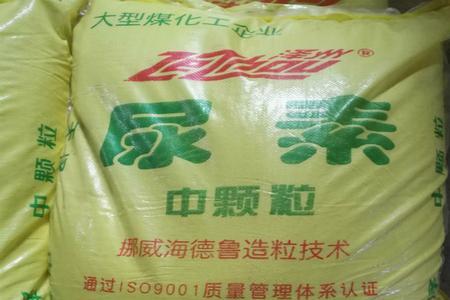 大型煤化工企业
泽州®
尿素
中颗粒
挪威海德鲁造粒技术
通过ISO9001质量管理体系认证
中颗粒